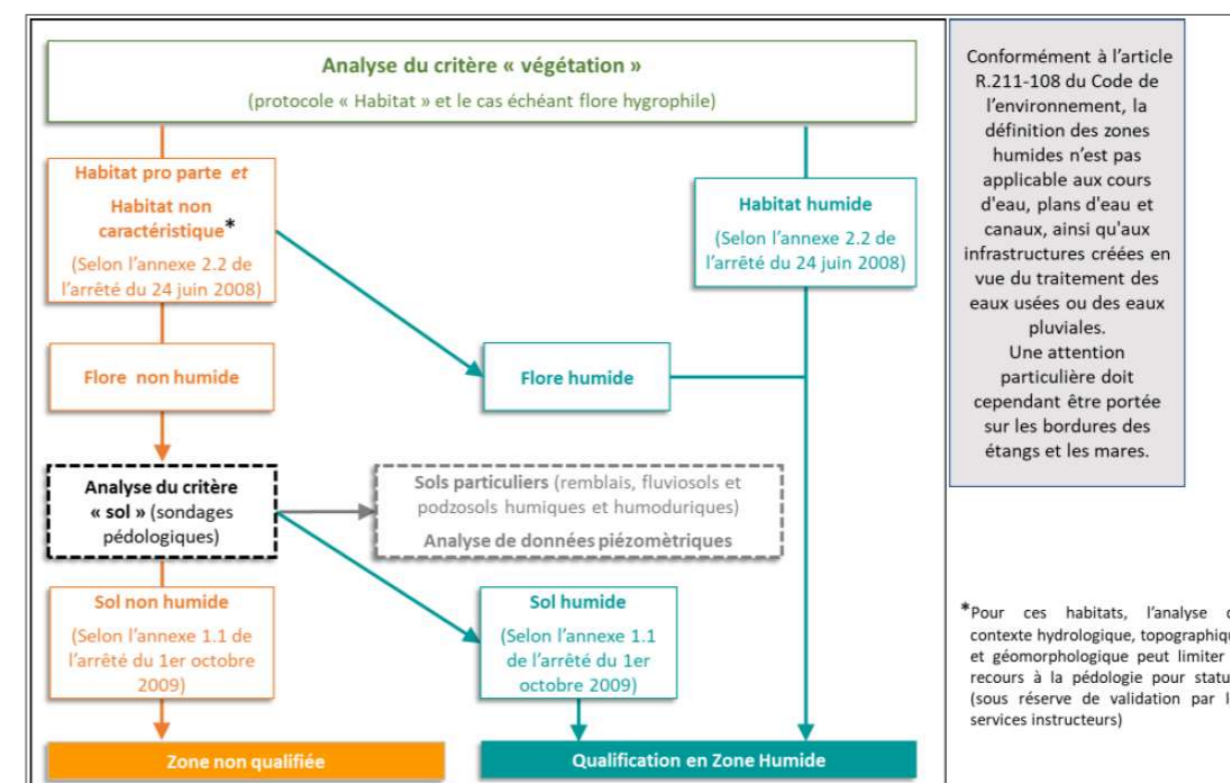 Analyse du critère « végétation »
(protocole « Habitat » et le cas échéant flore hygrophile)
Habitat pro parte et
Habitat non
caractéristique*
(Selon l'annexe 2.2 de
l'arrêté du 24 juin 2008)
Habitat humide
(Selon l'annexe 2.2 de
l'arrêté du 24 juin 2008)
Flore non humide
Flore humide
Analyse du critère
« sol » (sondages
pédologiques)
Sols particuliers (remblais, fluviosols et
podzosols humiques et humoduriques)
Analyse de données piézomètriques
Sol non humide
(Selon l'annexe 1.1 de
l'arrêté du 1er octobre
2009)
Sol humide
(Selon l'annexe 1.1
de l'arrêté du 1er
octobre 2009)
Zone non qualifiée
Qualification en Zone Humide
Conformément à l'article
R.211-108 du Code de
l'environnement, la
définition des zones
humides n'est pas
applicable aux cours
d'eau, plans d'eau et
canaux, ainsi qu'aux
infrastructures créées en
vue du traitement des
eaux usées ou des eaux
pluviales.
Une attention
particulière doit
cependant être portée
sur les bordures des
étangs et les mares.
*Pour ces habitats, l'analyse
contexte hydrologique,
et géomorphologique peut limiter
recours à la pédologie pour
(sous réserve de validation par
services instructeurs)